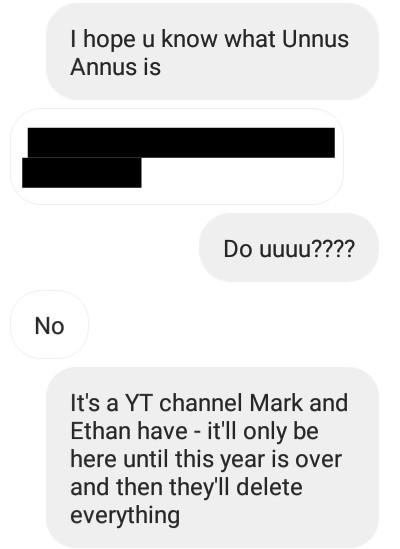 I hope u know what Unnus
Annus is
Do uuuu????
No
It's a YT channel Mark and
Ethan have - it'll only be
here until this year is over
and then they'll delete
everything